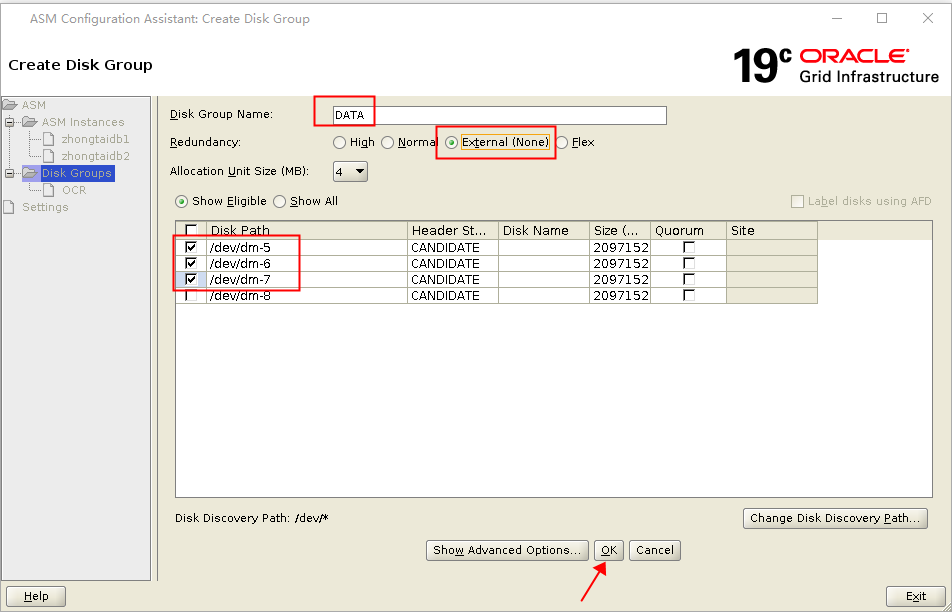 ASM Configuration Assistant: Create Disk Group
Create Disk Group
19c ORACLE Grid Infrastructure
ASM
ASM Instances
zhongtaidb1
zhongtaidb2
Disk Groups
OCR
Settings
Disk Group Name: DATA
Redundancy: High Normal External (None) Flex
Allocation Unit Size (MB): 4
Show Eligible Show All Label disks using AFD
Disk Path Header St... Disk Name Size (... Quorum Site
/dev/dm-5 CANDIDATE 2097152
/dev/dm-6 CANDIDATE 2097152
/dev/dm-7 CANDIDATE 2097152
/dev/dm-8 CANDIDATE 2097152
Disk Discovery Path: /dev/* Change Disk Discovery Path...
Show Advanced Options... OK Cancel
Help Exit